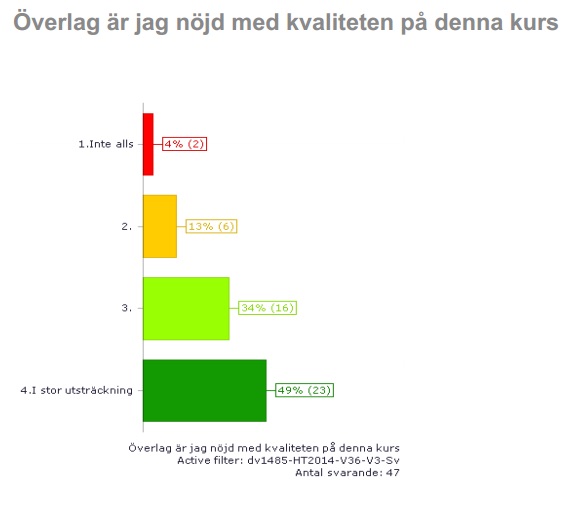 Överlag är jag nöjd med kvaliteten på denna kurs
1.Inte alls
4% (2)
2.
13% (6)
3.
34% (16)
4.I stor utsträckning
49% (23)
Överlag är jag nöjd med kvaliteten på denna kurs
Active filter: dv1485-HT2014-V36-V3-Sv
Antal svarande: 47